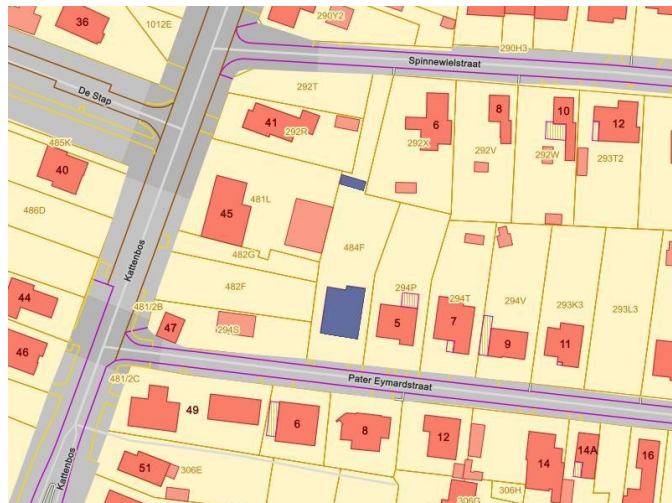 36
1012E
290Y2
290H3
Spinnewielstraat
De Stap
292T
41
292R
6
292X
8
292V
10
292W
12
293T2
485K
40
486D
45
481L
482G
484F
Kattenbos
482F
294P
294T
294V
293K3
293L3
44
481/2B
47
294S
5
7
9
11
46
481/2C
Pater Eymardstraat
49
6
8
12
14
14A
16
51
306E
306G
306H
Kattenbos